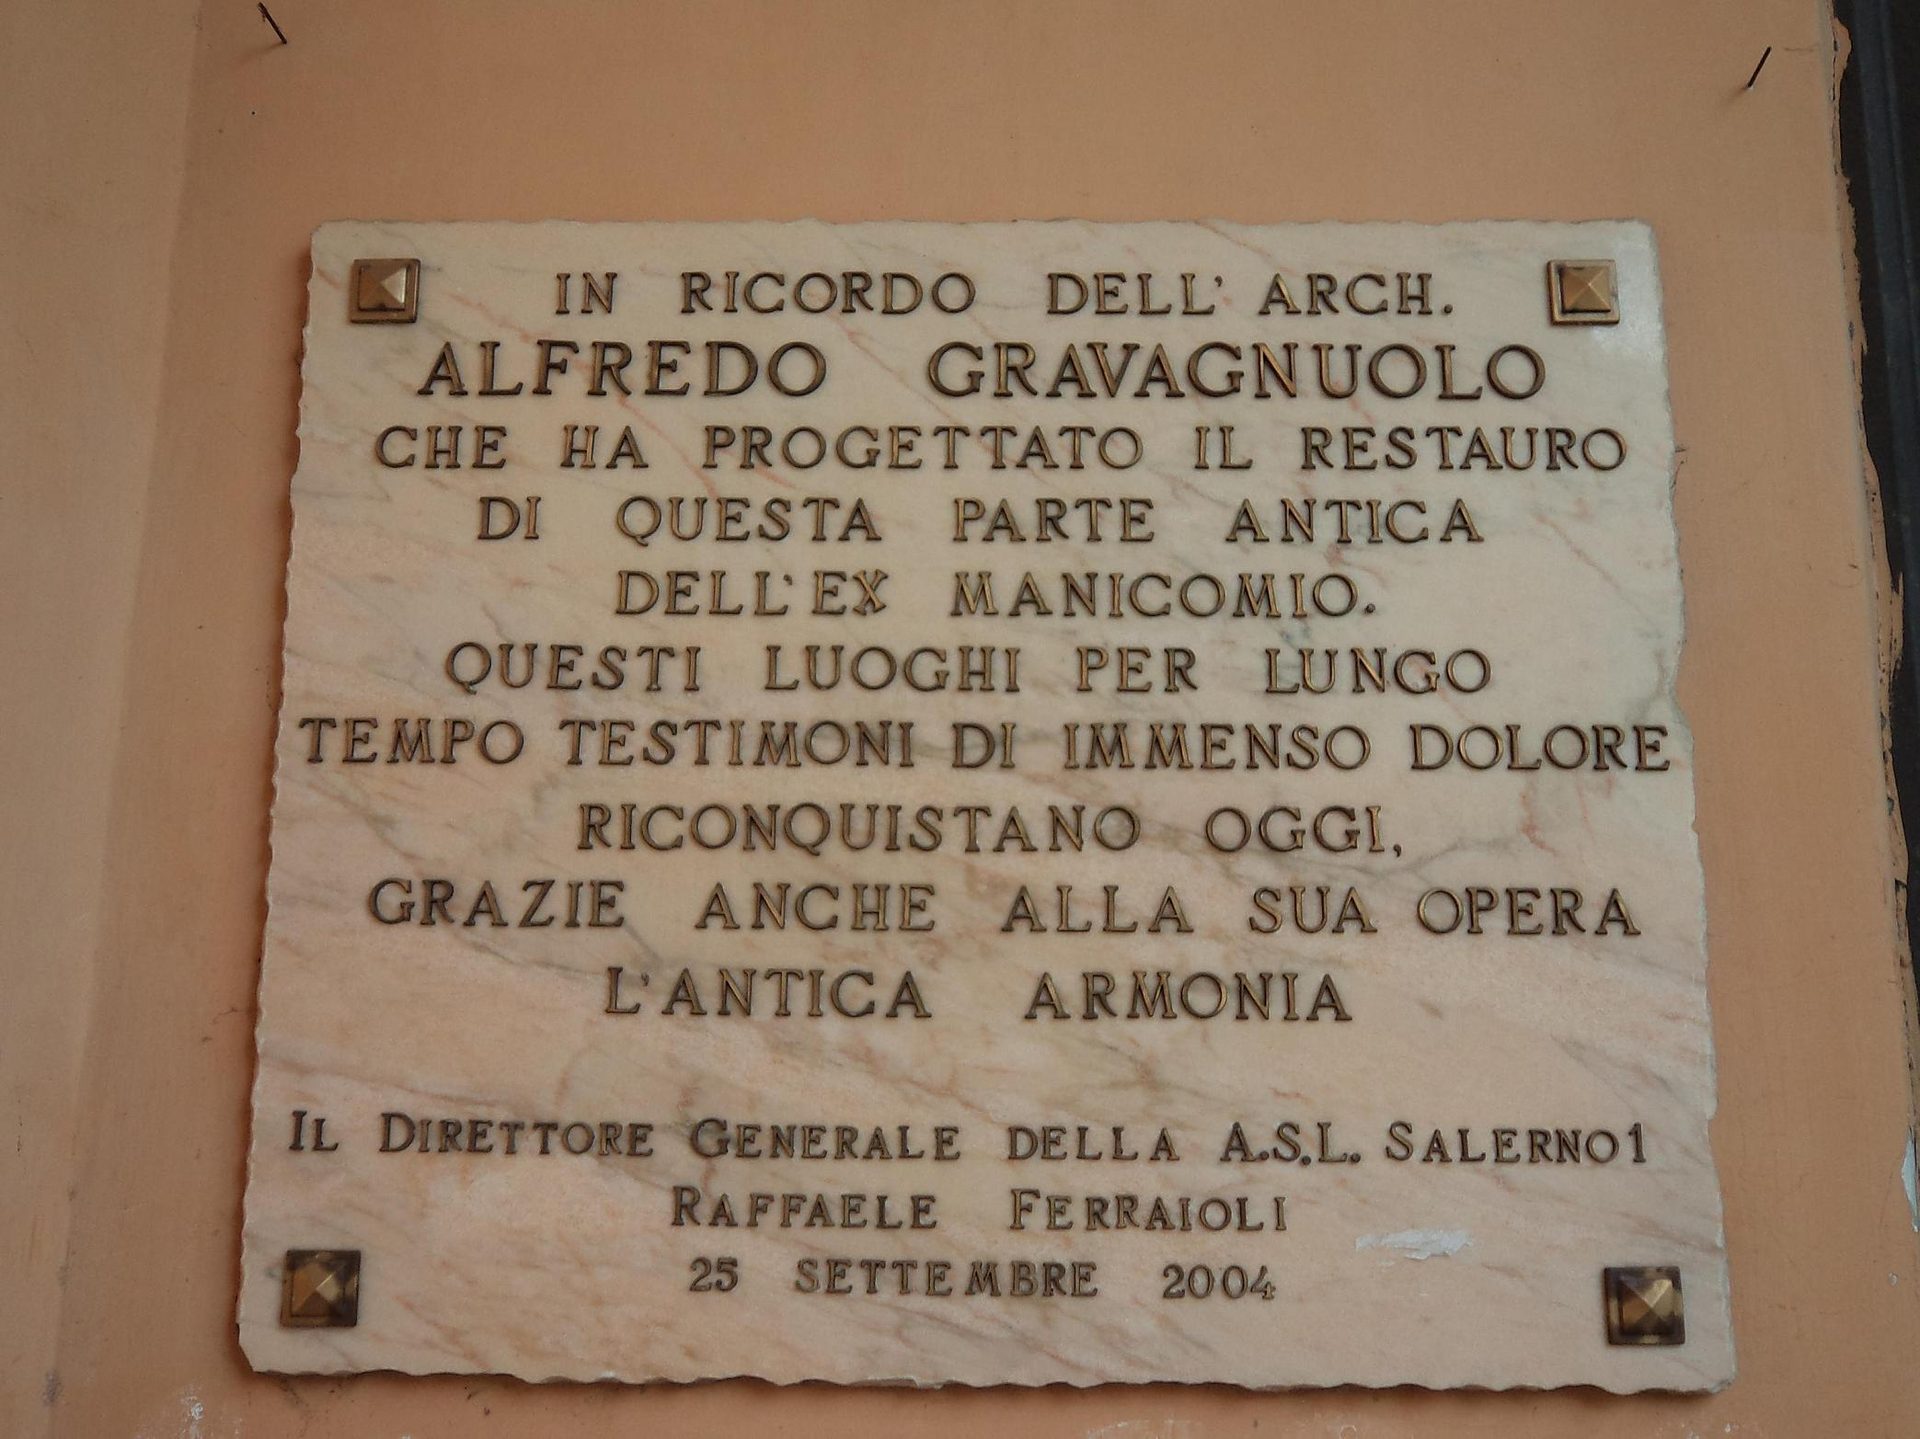 IN RICORDO DELL' ARCH.
ALFREDO GRAVAGNUOLO
CHE HA PROGETTATO IL RESTAURO
DI QUESTA PARTE ANTICA
DELL'EX MANICOMIO.
QUESTI LUOGHI PER LUNGO
TEMPO TESTIMONI DI IMMENSO DOLORE
RICONQUISTANO OGGI,
GRAZIE ANCHE ALLA SUA OPERA
L'ANTICA ARMONIA
IL DIRETTORE GENERALE DELLA A.S.L. SALERNO 1
RAFFAELE FERRAIOLI
25 SETTEMBRE 2004